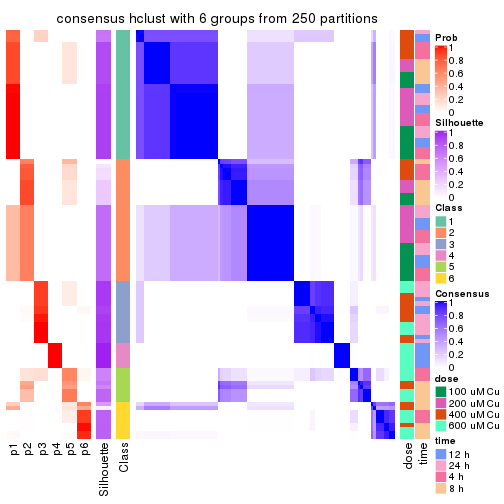 consensus hclust with 6 groups from 250 partitions
Prob
1
0.8
0.6
0.4
0.2
0
Silhouette
1
0.8
0.6
0.4
0.2
0
Class
1
2
3
4
5
6
Consensus
1
0.8
0.6
0.4
0.2
0
dose
100 uM Cu
200 uM Cu
400 uM Cu
600 uM Cu
time
12 h
24 h
4 h
8 h
p1
p2
p3
p4
p5
p6
Silhouette
Class
dose
time